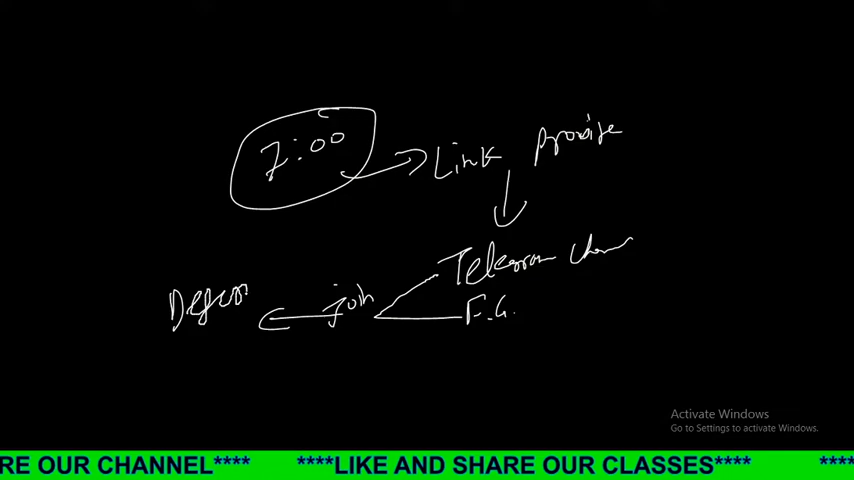 7:00
Link provide
Telegram
join
F.G.
Activate Windows
Go to Settings to activate Windows.
RE OUR CHANNEL**** ****LIKE AND SHARE OUR CLASSES**** ****